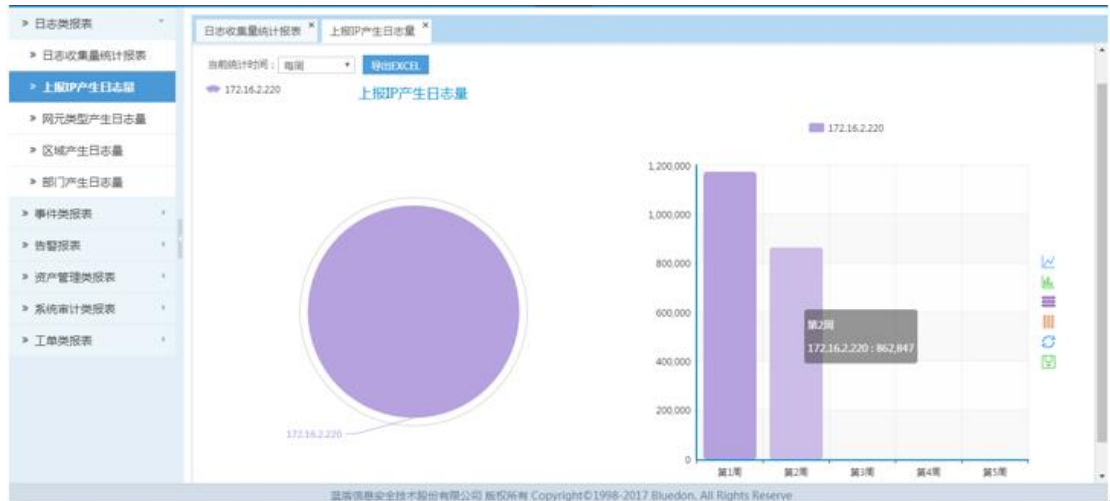 日志类报表
日志收集量统计报表
上报IP产生日志量
网元类型产生日志量
区域产生日志量
部门产生日志量
事件类报表
告警报表
资产管理类报表
系统审计类报表
工单类报表
日志收集量统计报表 ×
上报IP产生日志量 ×
当前统计时间: 每周
导出EXCEL
172.16.2.220
上报IP产生日志量
172.16.2.220
172.16.2.220
1,200,000
1,000,000
800,000
600,000
400,000
200,000
0
第2周
172.16.2.220 : 862,847
第1周
第2周
第3周
第4周
第5周
蓝盾信息安全技术股份有限公司 版权所有 Copyright©1998-2017 Bluedon. All Rights Reserve